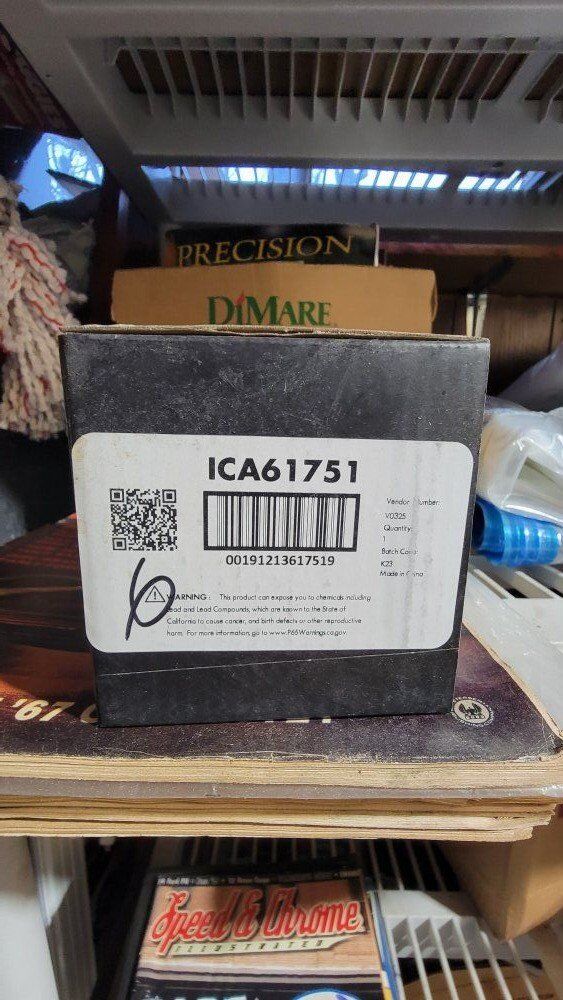 PRECISION
DIMARE
ICA61751
Vendor Number:
V0325
Quantity:
1
Batch Code:
K23
Made in China
00191213617519
WARNING: This product can expose you to chemicals including
Lead and Lead Compounds, which are known to the State of
California to cause cancer, and birth defects or other reproductive
harm. For more information, go to www.P65Warnings.ca.gov
6
'67
Speed & Chrome
ILLUSTRATED